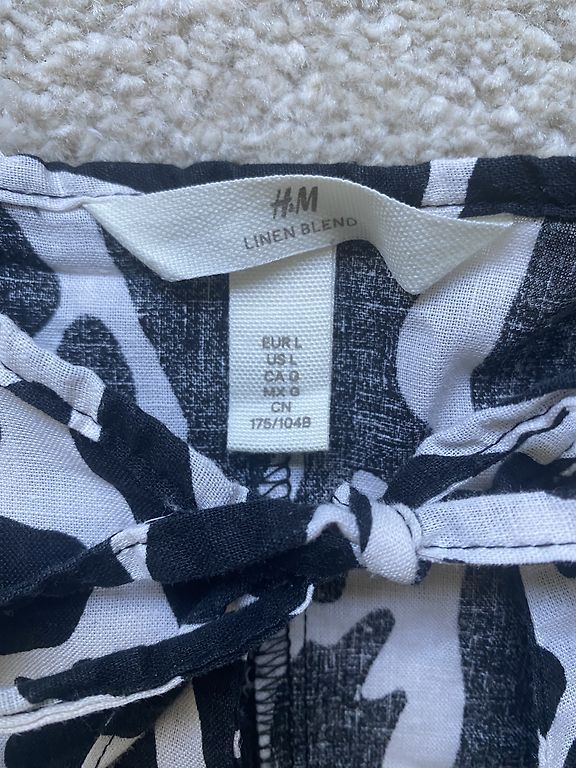 H&M
LINEN BLEND
EUR L
US L
CA G
MX G
CN
175/104B